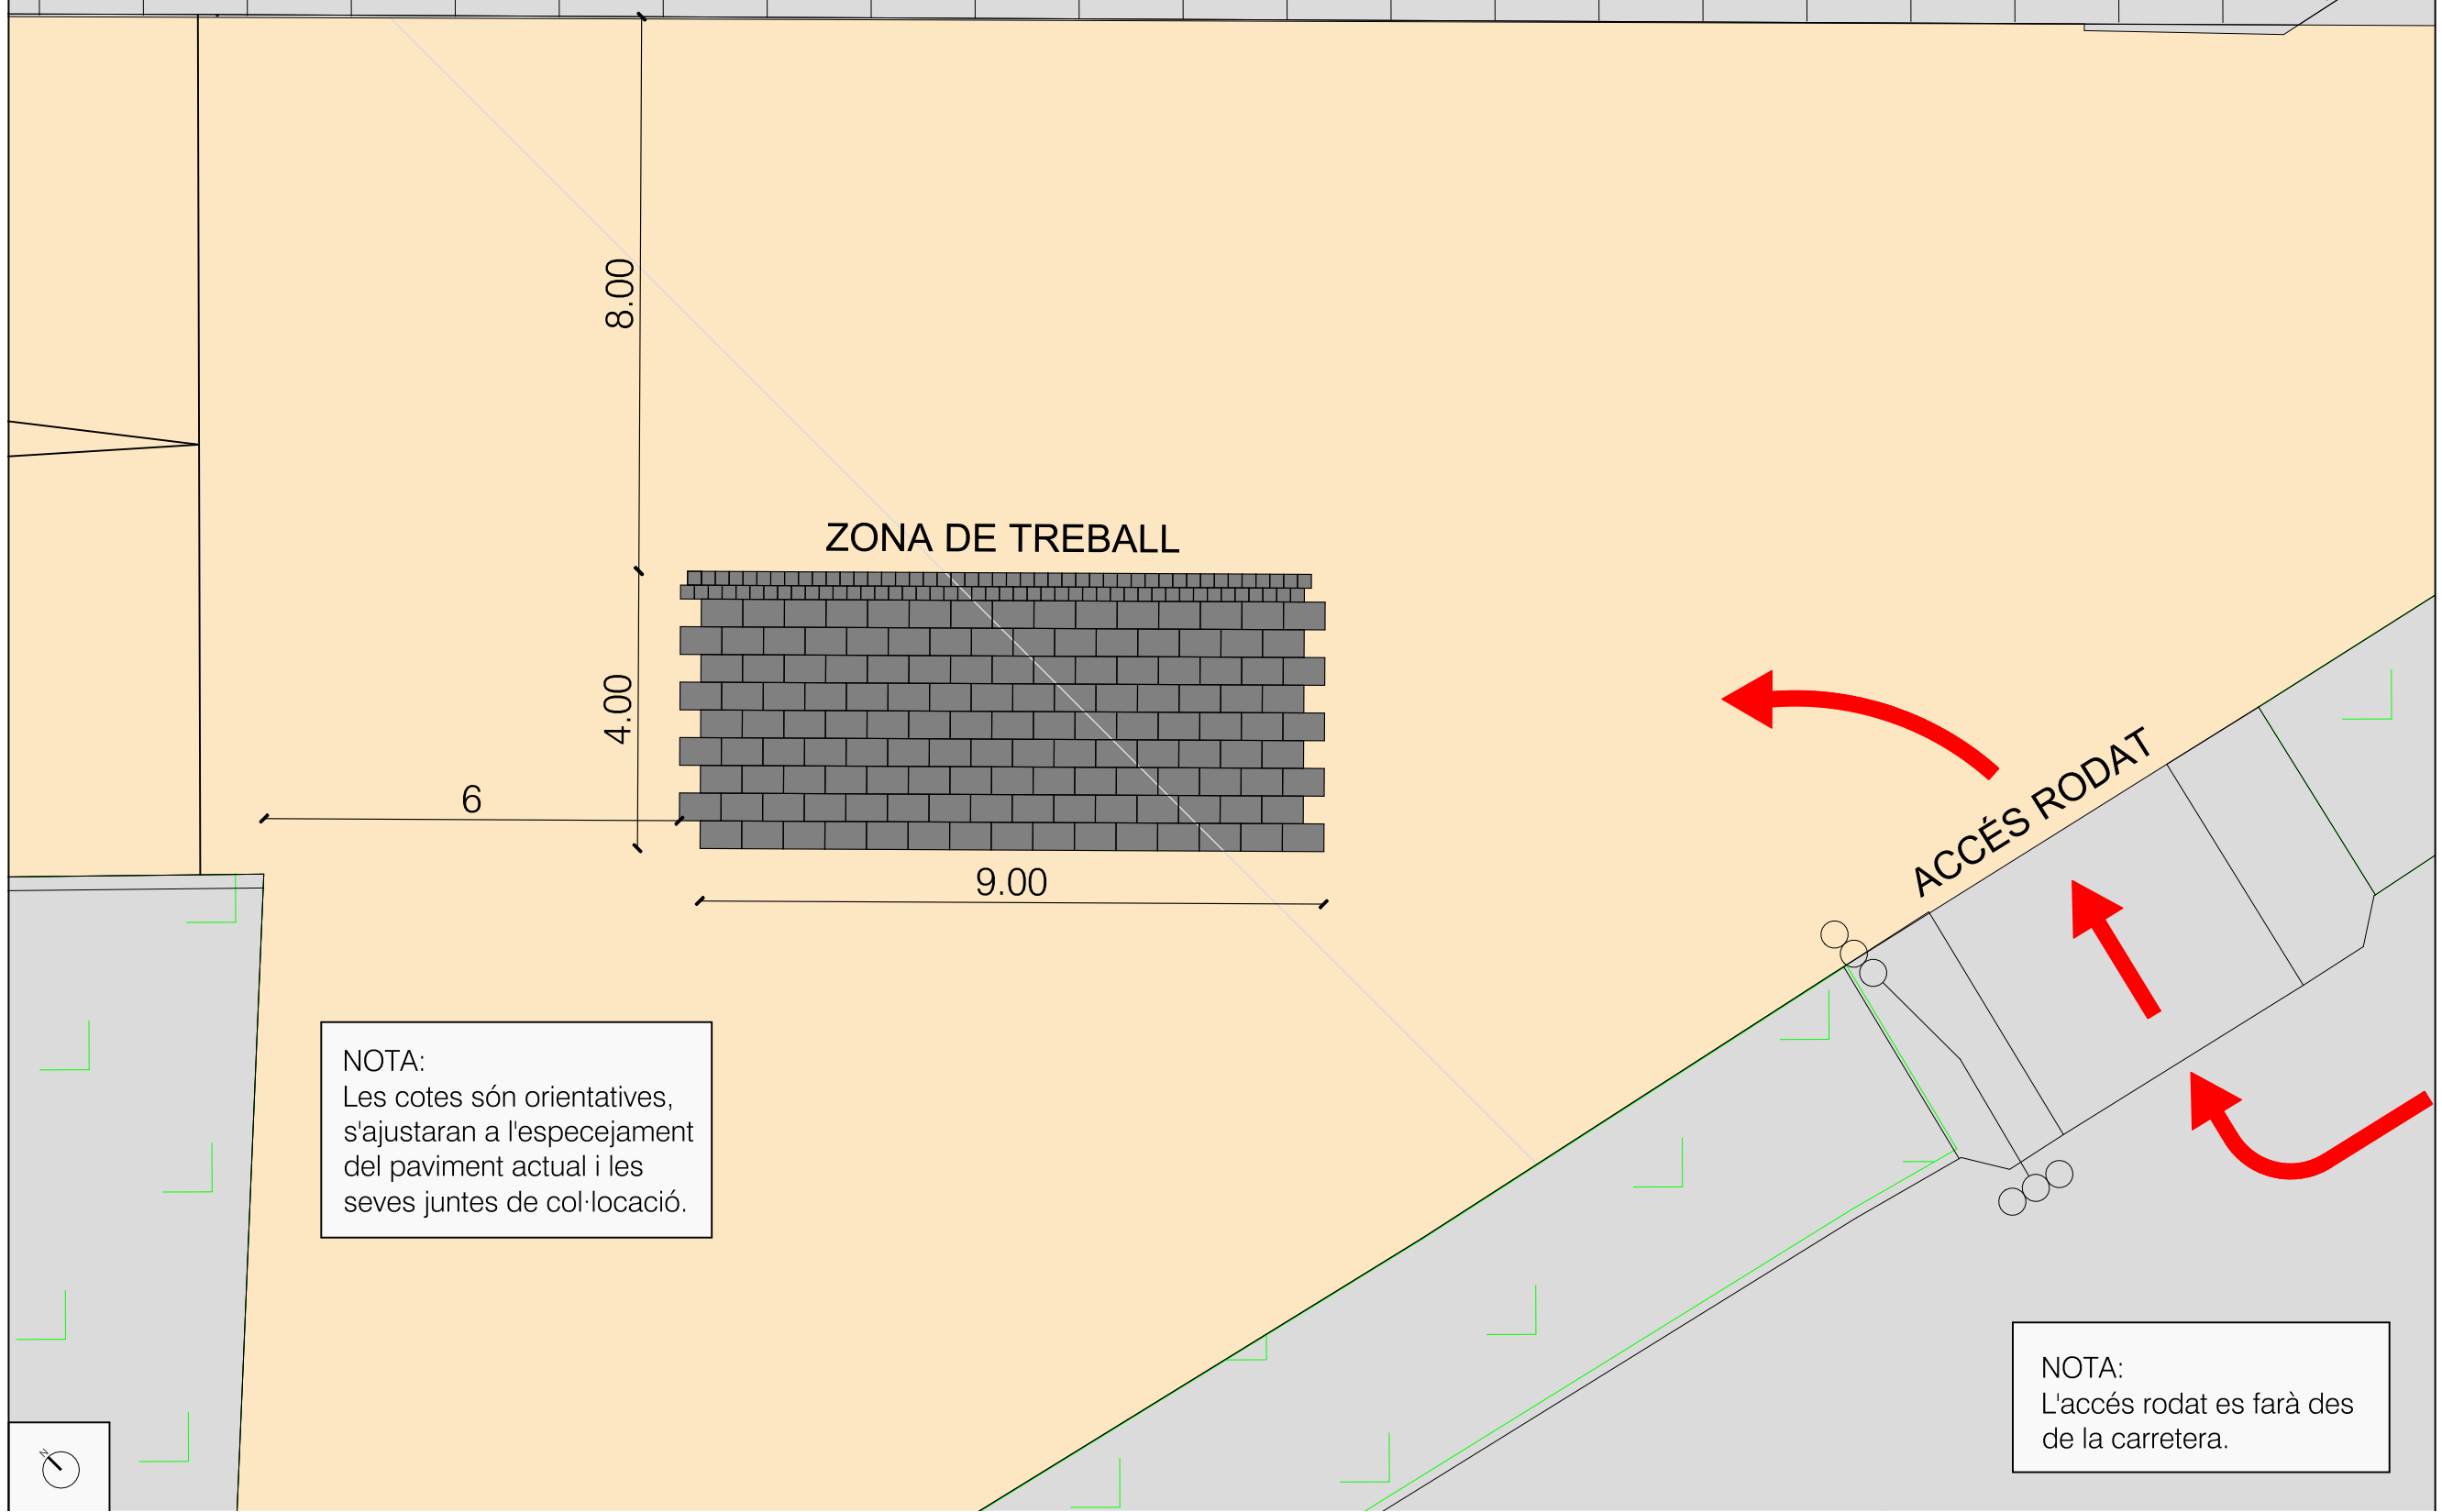 8.00
ZONA DE TREBALL
4.00
6
9.00
ACCÉS RODAT
NOTA:
Les cotes són orientatives,
s'ajustaran a l'especejament
del paviment actual i les
seves juntes de col·locació.
NOTA:
L'accés rodat es farà des
de la carretera.
N